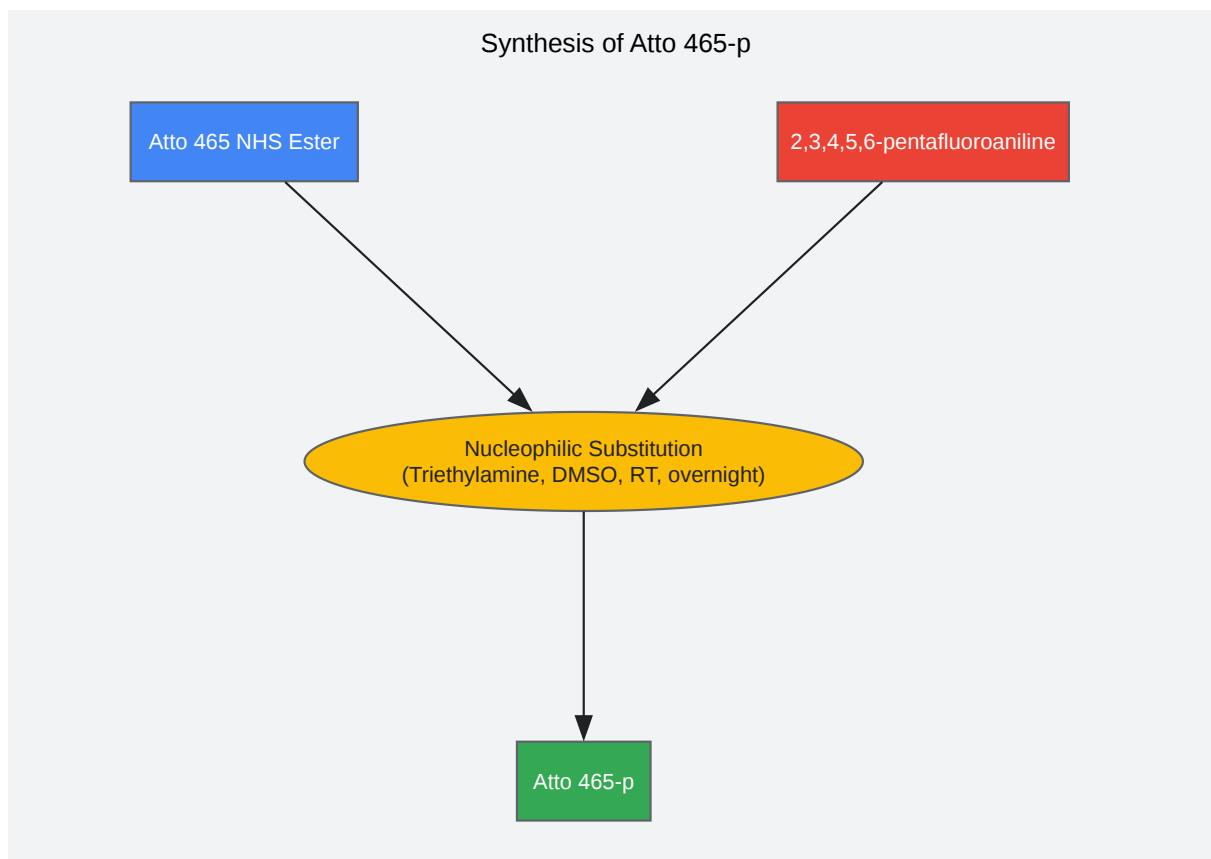 Synthesis of Atto 465-p
Atto 465 NHS Ester
2,3,4,5,6-pentafluoroaniline
Nucleophilic Substitution
(Triethylamine, DMSO, RT, overnight)
Atto 465-p